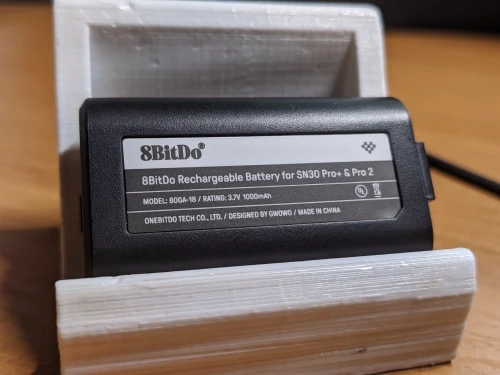 8BitDo®
8BitDo Rechargeable Battery for SN30 Pro+ & Pro 2
MODEL: 80GA-18 / RATING: 3.7V 1000mAh
ONEBITDO TECH CO., LTD. / DESIGNED BY GWOWO / MADE IN CHINA